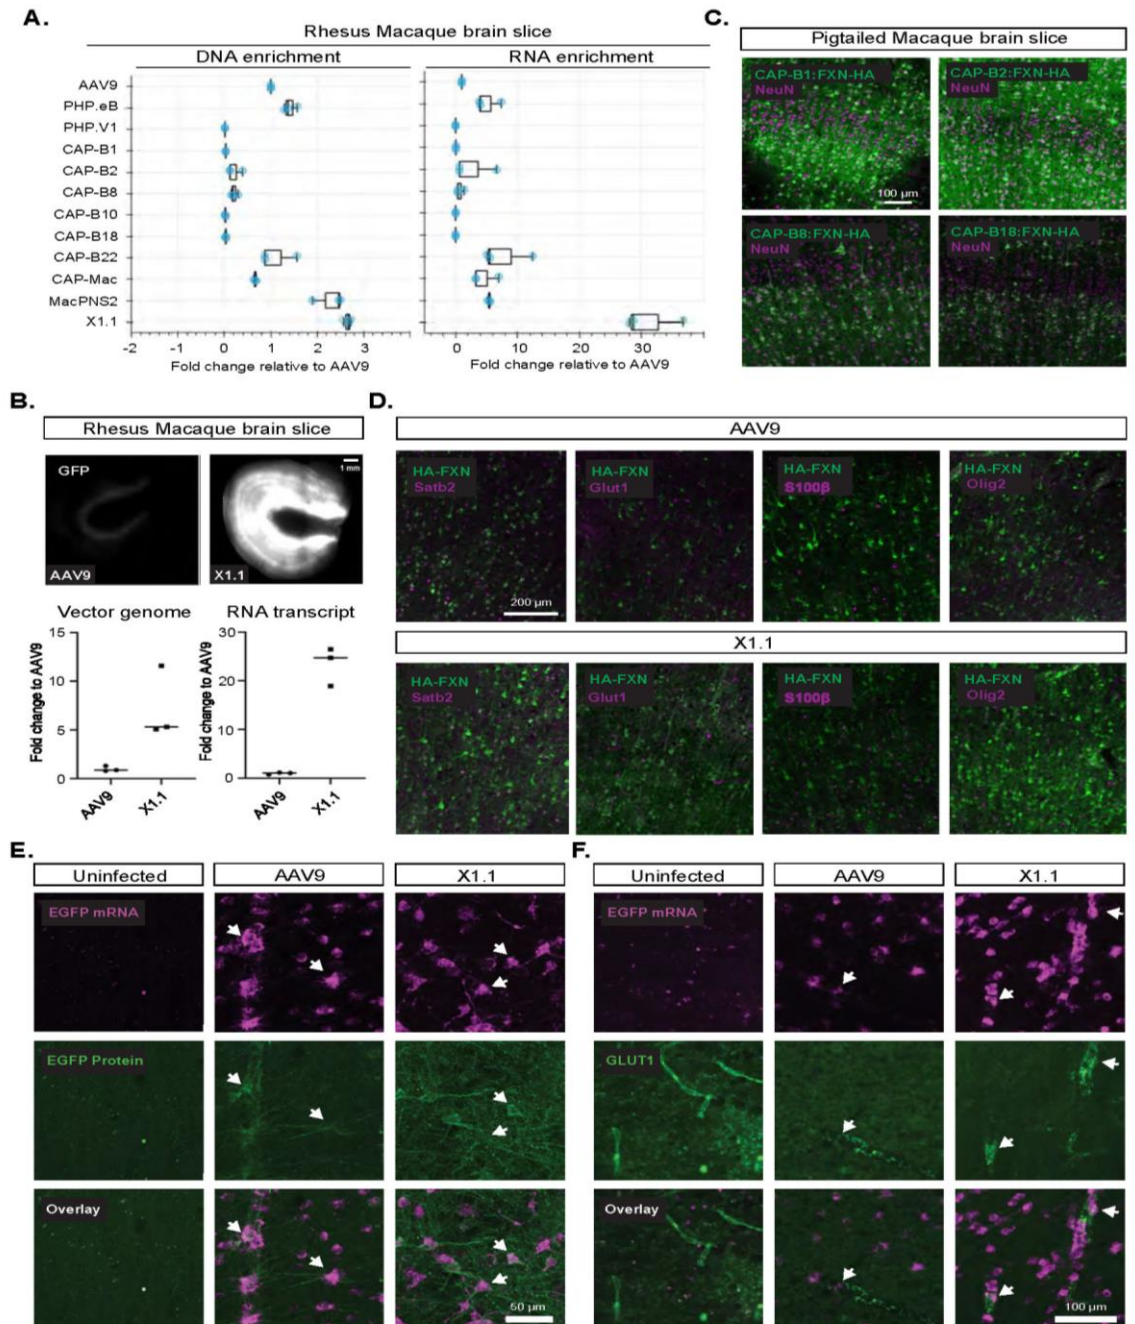 A.
Rhesus Macaque brain slice
DNA enrichment
RNA enrichment
AAV9
PHP.eB
PHP.V1
CAP-B1
CAP-B2
CAP-B8
CAP-B10
CAP-B18
CAP-B22
CAP-Mac
MacPNS2
X1.1
-2 -1 0 1 2 3
Fold change relative to AAV9
0 10 20 30
Fold change relative to AAV9
C.
Pigtailed Macaque brain slice
CAP-B1:FXN-HA
NeuN
100 µm
CAP-B2:FXN-HA
NeuN
CAP-B8:FXN-HA
NeuN
CAP-B18:FXN-HA
NeuN
B.
Rhesus Macaque brain slice
GFP
AAV9
1 mm
X1.1
Vector genome
Fold change to AAV9
15
10
5
0
AAV9
X1.1
RNA transcript
Fold change to AAV9
30
20
10
0
AAV9
X1.1
D.
AAV9
HA-FXN
Satb2
200 µm
HA-FXN
Glut1
HA-FXN
S100β
HA-FXN
Olig2
X1.1
HA-FXN
Satb2
HA-FXN
Glut1
HA-FXN
S100β
HA-FXN
Olig2
E.
Uninfected
AAV9
X1.1
EGFP mRNA
EGFP Protein
Overlay
50 µm
F.
Uninfected
AAV9
X1.1
EGFP mRNA
GLUT1
Overlay
100 µm